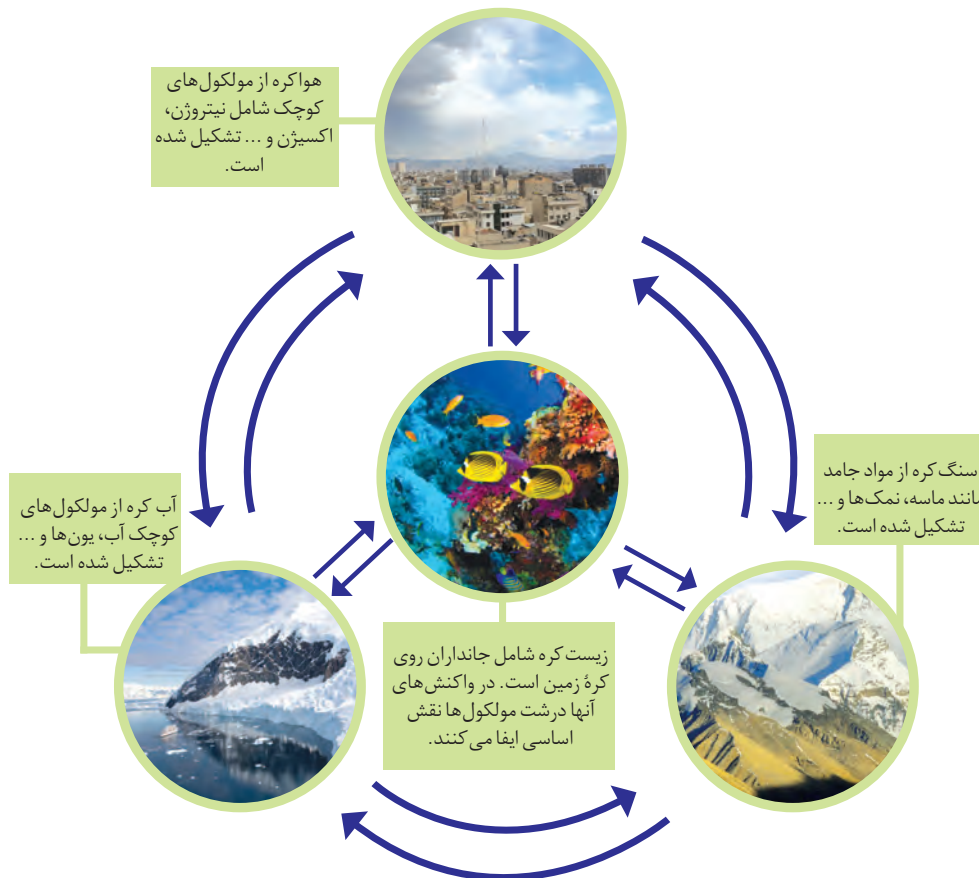 هواکره از مولکول‌های
کوچک شامل نیتروژن،
اکسیژن و ... تشکیل شده
است.
سنگ کره از مواد جامد
مانند ماسه، نمک‌ها و ...
تشکیل شده است.
آب کره از مولکول‌های
کوچک آب، یون‌ها و ...
تشکیل شده است.
زیست کره شامل جانداران روی
کرهٔ زمین است. در واکنش‌های
آنها درشت مولکول‌ها نقش
اساسی ایفا می‌کنند.